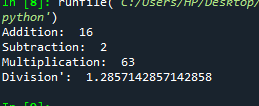 In [8]: runfile('C:/Users/HP/Desktop/
python')
Addition:  16
Subtraction:  2
Multiplication:  63
Division':  1.2857142857142858
In [9]: